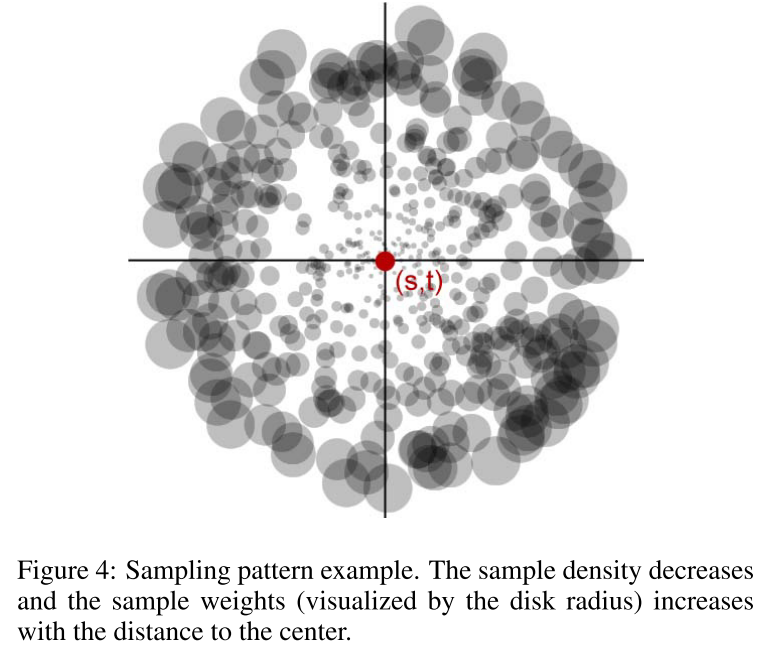 (s,t)
Figure 4: Sampling pattern example. The sample density decreases
and the sample weights (visualized by the disk radius) increases
with the distance to the center.